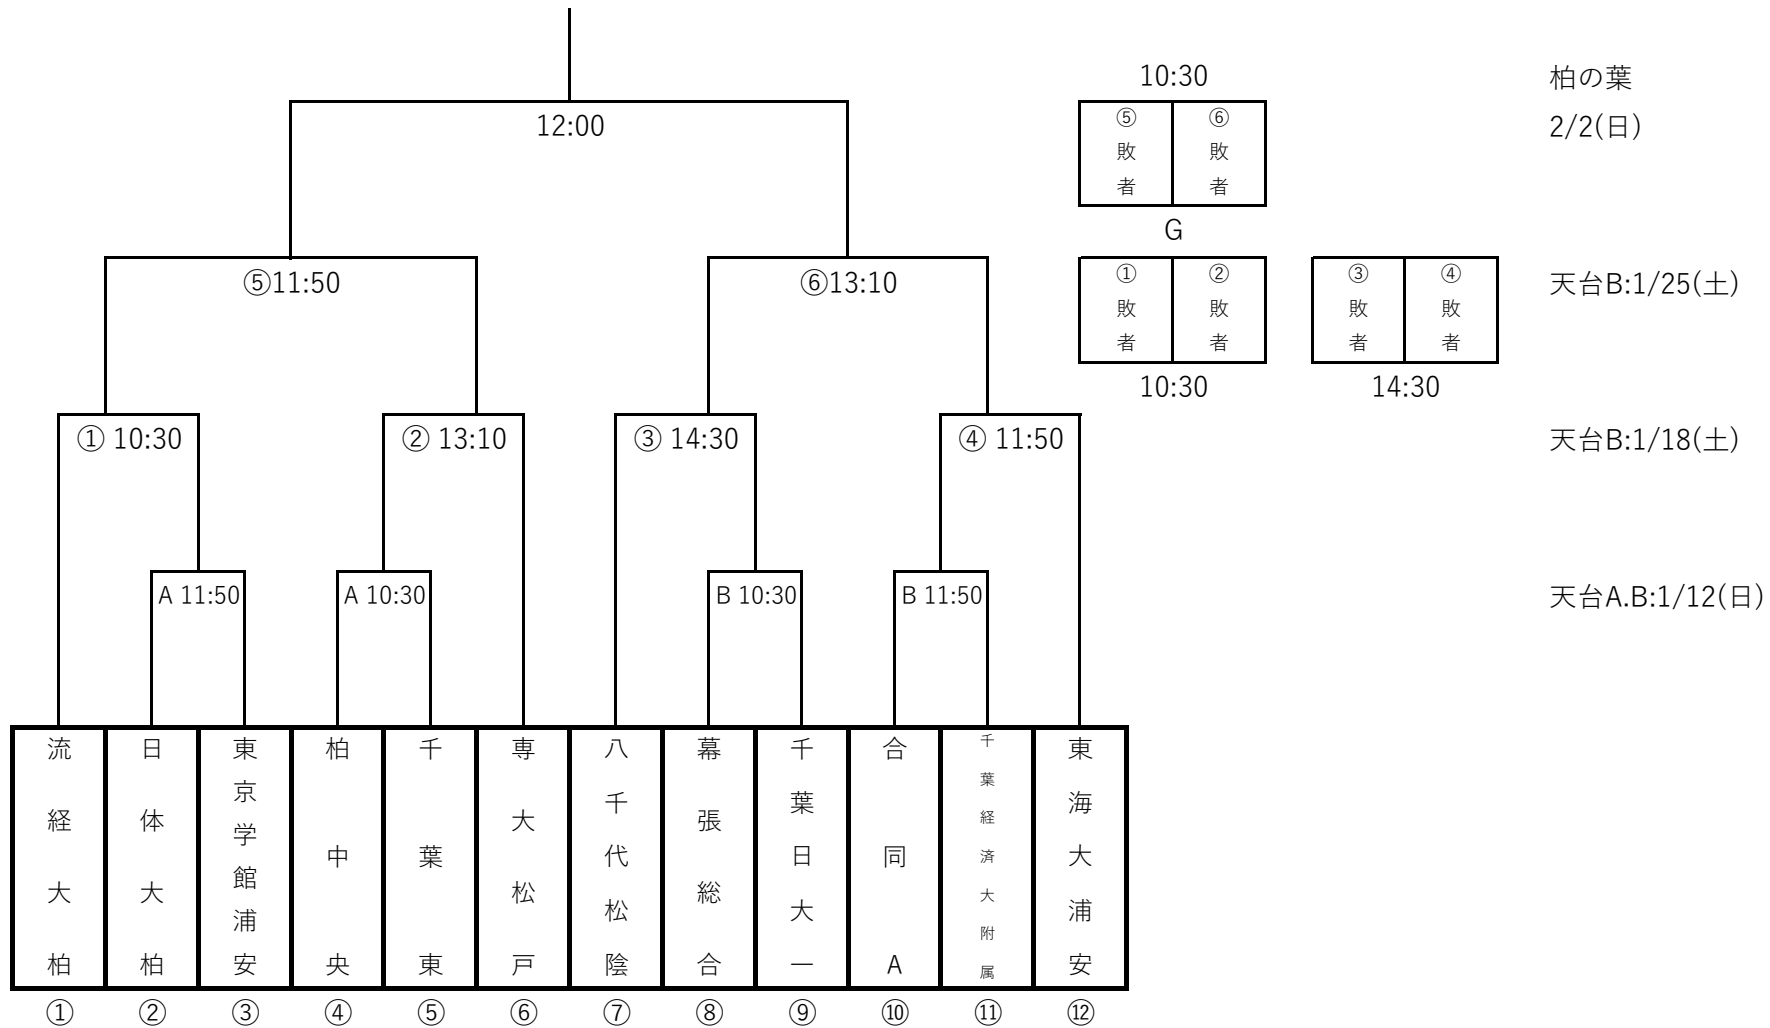 10:30
柏の葉
12:00
⑤敗者
⑥敗者
2/2(日)
G
⑤11:50
⑥13:10
①敗者
②敗者
③敗者
④敗者
天台B:1/25(土)
10:30
14:30
① 10:30
② 13:10
③ 14:30
④ 11:50
天台B:1/18(土)
A 11:50
A 10:30
B 10:30
B 11:50
天台A.B:1/12(日)
流経大柏
日体大柏
東京学館浦安
柏中央
千葉東
専大松戸
八千代松陰
幕張総合
千葉日大一
合同A
千葉経済大附属
東海大浦安
①
②
③
④
⑤
⑥
⑦
⑧
⑨
⑩
⑪
⑫